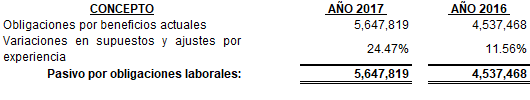 CONCEPTO AÑO 2017 AÑO 2016
Obligaciones por beneficios actuales 5,647,819 4,537,468
Variaciones en supuestos y ajustes por
experiencia 24.47% 11.56%
Pasivo por obligaciones laborales: 5,647,819 4,537,468